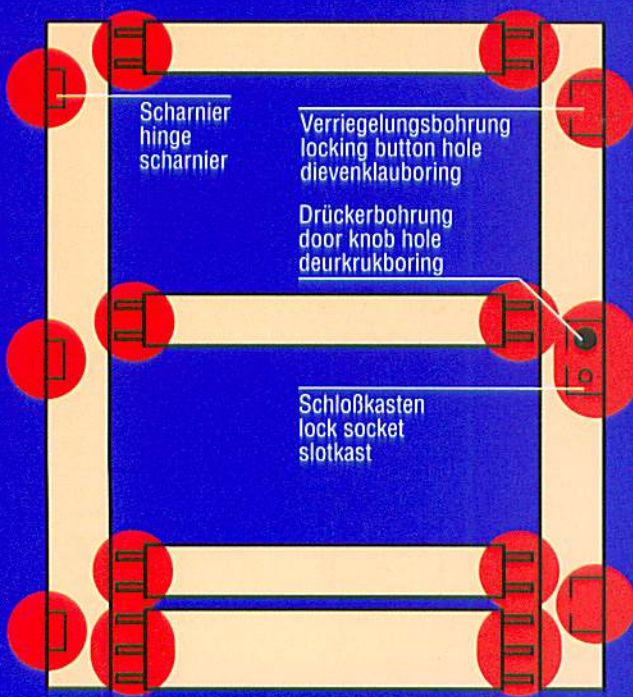 Scharnier
hinge
scharnier
Verriegelungsbohrung
locking button hole
dievenklauboring
Drückerbohrung
door knob hole
deurkrukboring
Schloßkasten
lock socket
slotkast